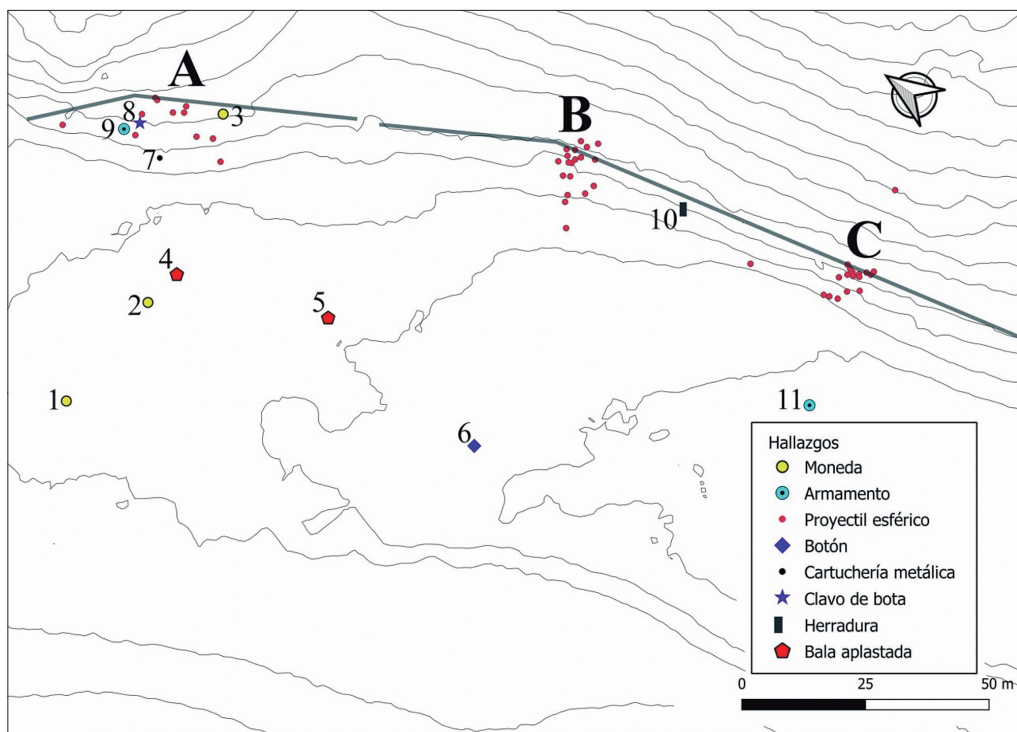 A
8
3
9
7
B
10
C
4
2
5
1
6
11
Hallazgos
Moneda
Armamento
Proyectil esférico
Botón
Cartuchería metálica
Clavo de bota
Herradura
Bala aplastada
0 25 50 m